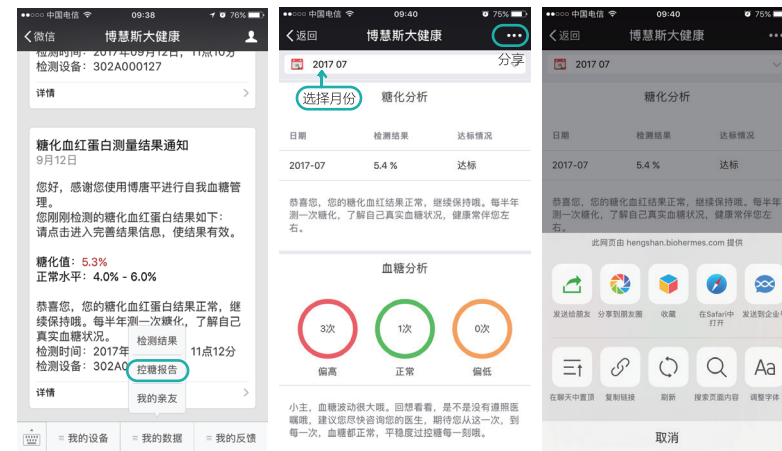 中国电信 09:38 76%
微信 博慧斯大健康
检测时间：2017年09月12日，11点10分
检测设备：302A000127
详情
糖化血红蛋白测量结果通知
9月12日
您好，感谢您使用博唐平进行自我血糖管
理。
您刚刚检测的糖化血红蛋白结果如下：
请点击进入完善结果信息，使结果有效。
糖化值：5.3%
正常水平：4.0% - 6.0%
恭喜您，您的糖化血红蛋白结果正常，继
续保持哦。每半年测一次糖化，了解自己
真实血糖状况。
检测时间：2017年 11点12分
检测设备：302A0
检测结果
控糖报告
我的亲友
详情
我的设备 我的数据 我的反馈
中国电信 09:40 75%
返回 博慧斯大健康
分享
2017 07
选择月份
糖化分析
日期 检测结果 达标情况
2017-07 5.4 % 达标
恭喜您，您的糖化血红结果正常，继续保持哦。每半年
测一次糖化，了解自己真实血糖状况，健康常伴您左
右。
血糖分析
3次 1次 0次
偏高 正常 偏低
小主，血糖波动很大哦。回想看看，是不是没有遵照医
嘱哦，建议您尽快咨询您的医生，期待您从这一次，到
每一次，血糖都正常，平稳度过控糖每一刻哦。
中国电信 09:40 75%
返回 博慧斯大健康
2017 07
糖化分析
日期 检测结果 达标情况
2017-07 5.4 % 达标
恭喜您，您的糖化血红结果正常，继续保持哦。每半年
测一次糖化，了解自己真实血糖状况，健康常伴您左
右。
此网页由 hengshan.biohermes.com 提供
发送给朋友 分享到朋友圈 收藏 在Safari中 发送到企业
打开
Aa
在聊天中置顶 复制链接 刷新 搜索页面内容 调整字体
取消